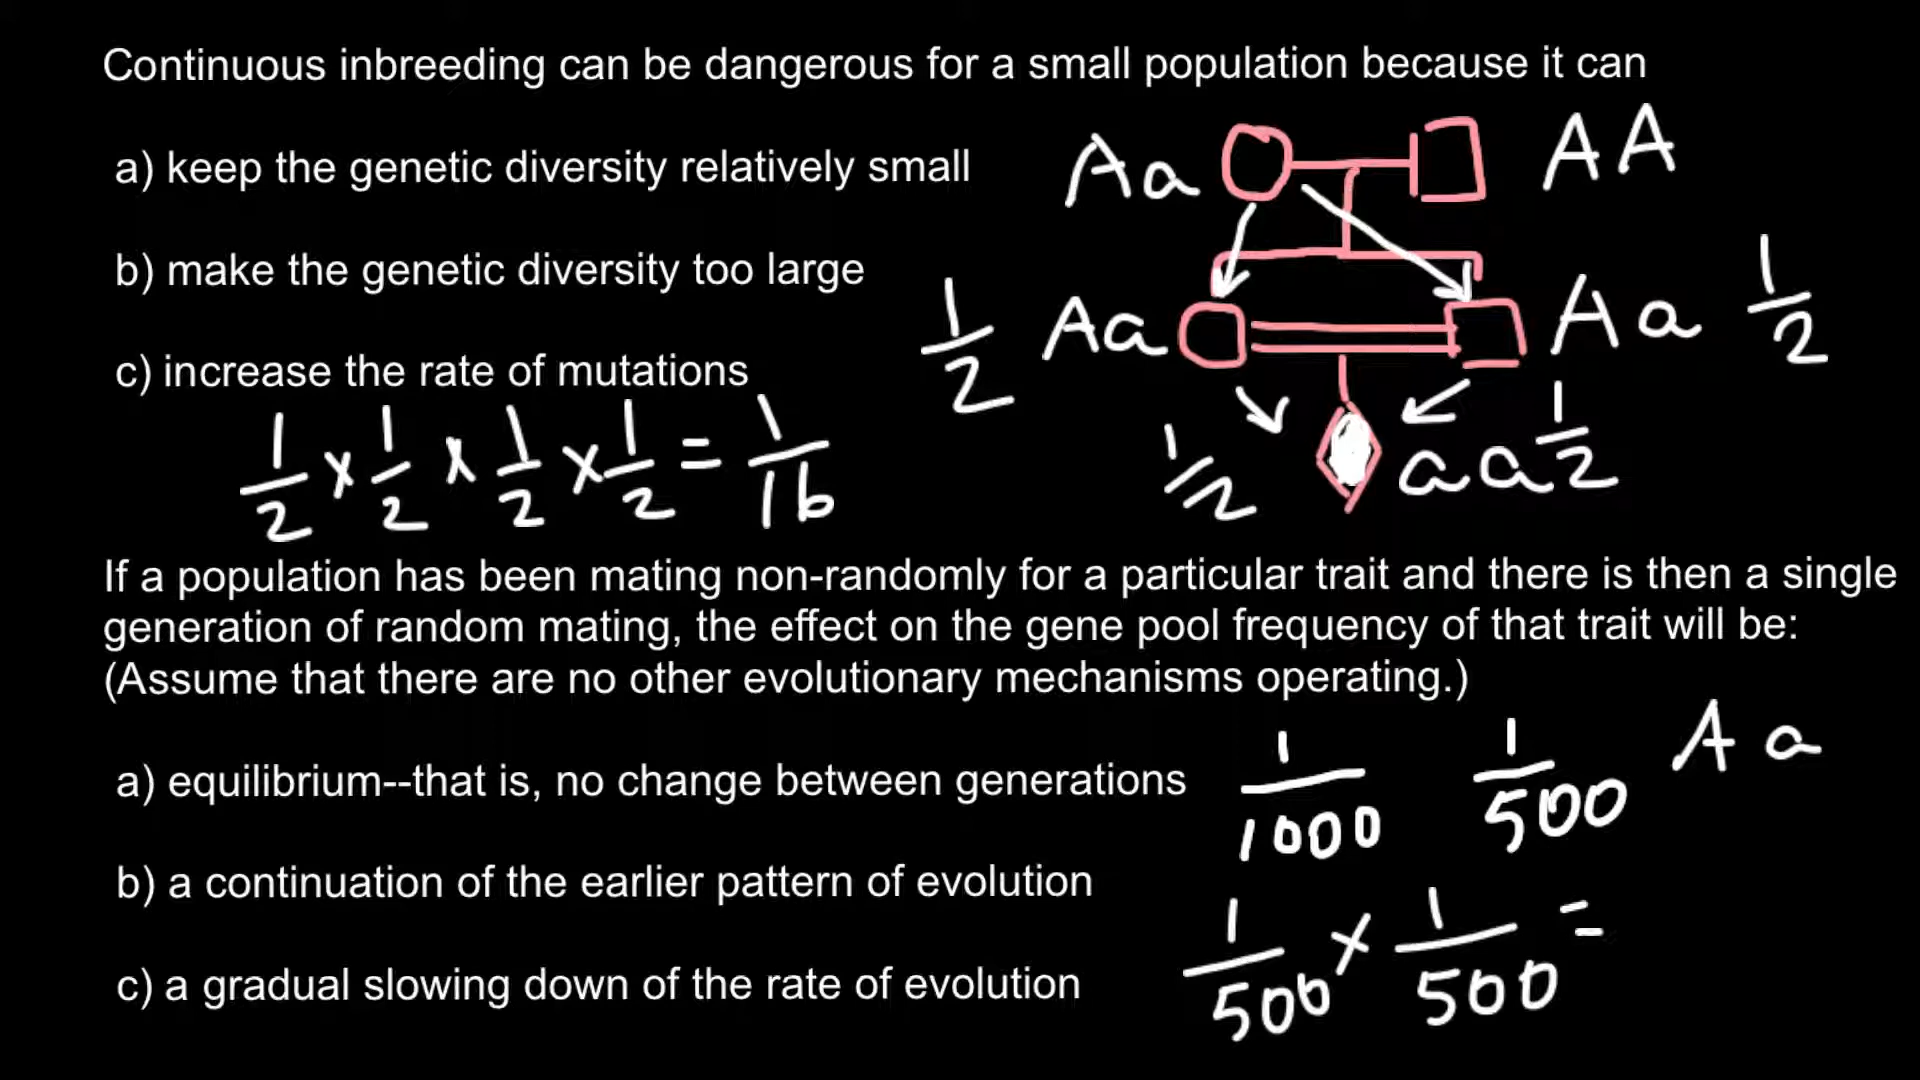 Continuous inbreeding can be dangerous for a small population because it can
a) keep the genetic diversity relatively small
Aa AA
b) make the genetic diversity too large
1/2 Aa Aa 1/2
c) increase the rate of mutations
1/2 x 1/2 x 1/2 x 1/2 = 1/16
1/2 aa 1/2
If a population has been mating non-randomly for a particular trait and there is then a single
generation of random mating, the effect on the gene pool frequency of that trait will be:
(Assume that there are no other evolutionary mechanisms operating.)
a) equilibrium--that is, no change between generations
1/1000 1/500 Aa
b) a continuation of the earlier pattern of evolution
1/500 x 1/500 =
c) a gradual slowing down of the rate of evolution